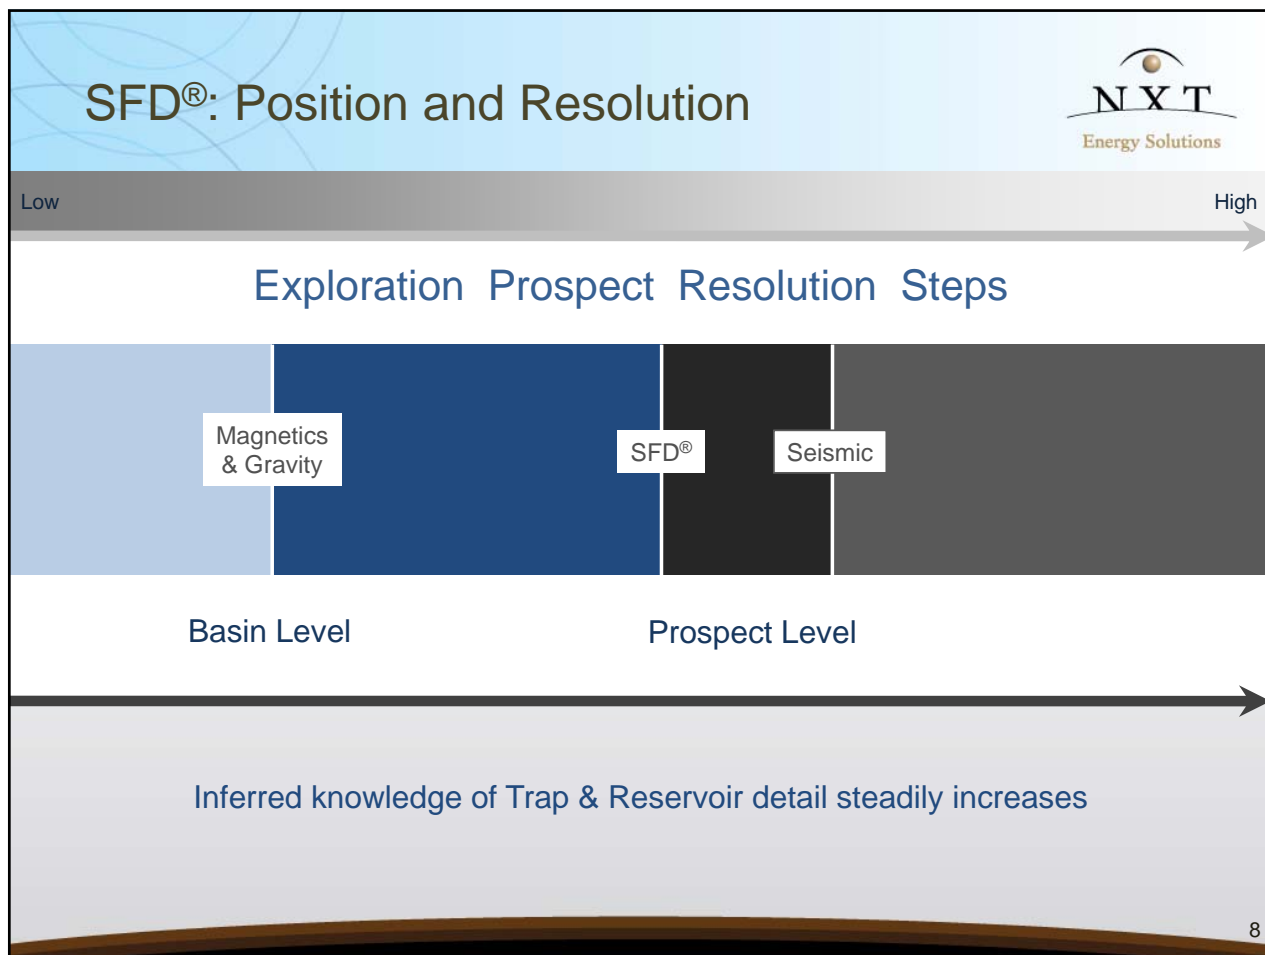 SFD®: Position and Resolution
N X T
Energy Solutions
Low
High
Exploration Prospect Resolution Steps
Magnetics
& Gravity
SFD®
Seismic
Basin Level
Prospect Level
Inferred knowledge of Trap & Reservoir detail steadily increases
8